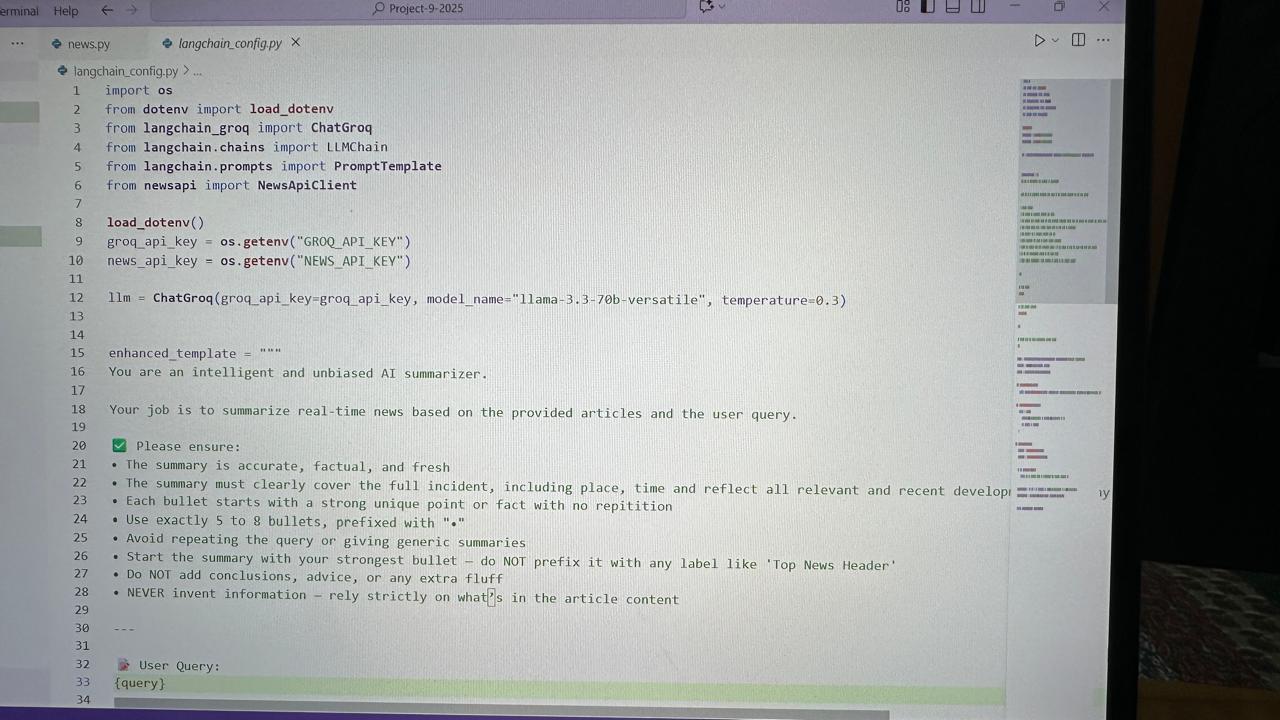 erminal Help Project-9-2025
news.py langchain_config.py
langchain_config.py > ...
1 import os
2 from dotenv import load_dotenv
3 from langchain_groq import ChatGroq
4 from langchain.chains import LLMChain
5 from langchain.prompts import PromptTemplate
6 from newsapi import NewsApiClient
7
8 load_dotenv()
9 groq_api_key = os.getenv("GROQ_API_KEY")
10 news_api_key = os.getenv("NEWS_API_KEY")
11
12 llm = ChatGroq(groq_api_key=groq_api_key, model_name="llama-3.3-70b-versatile", temperature=0.3)
13
14
15 enhanced_template = """
16 You are an intelligent and unbiased AI summarizer.
17
18 Your job is to summarize real-time news based on the provided articles and the user query.
19
20 ✅ Please ensure:
21 • The summary is accurate, factual, and fresh
22 • The summary must clearly cover the full incident, including place, time and reflect all relevant and recent develop
23 • Each bullet starts with a strong unique point or fact with no repitition
24 • Use exactly 5 to 8 bullets, prefixed with "•"
25 • Avoid repeating the query or giving generic summaries
26 • Start the summary with your strongest bullet — do NOT prefix it with any label like 'Top News Header'
27 • Do NOT add conclusions, advice, or any extra fluff
28 • NEVER invent information — rely strictly on what’s in the article content
29
30 ---
31
32 📝 User Query:
33 {query}
34